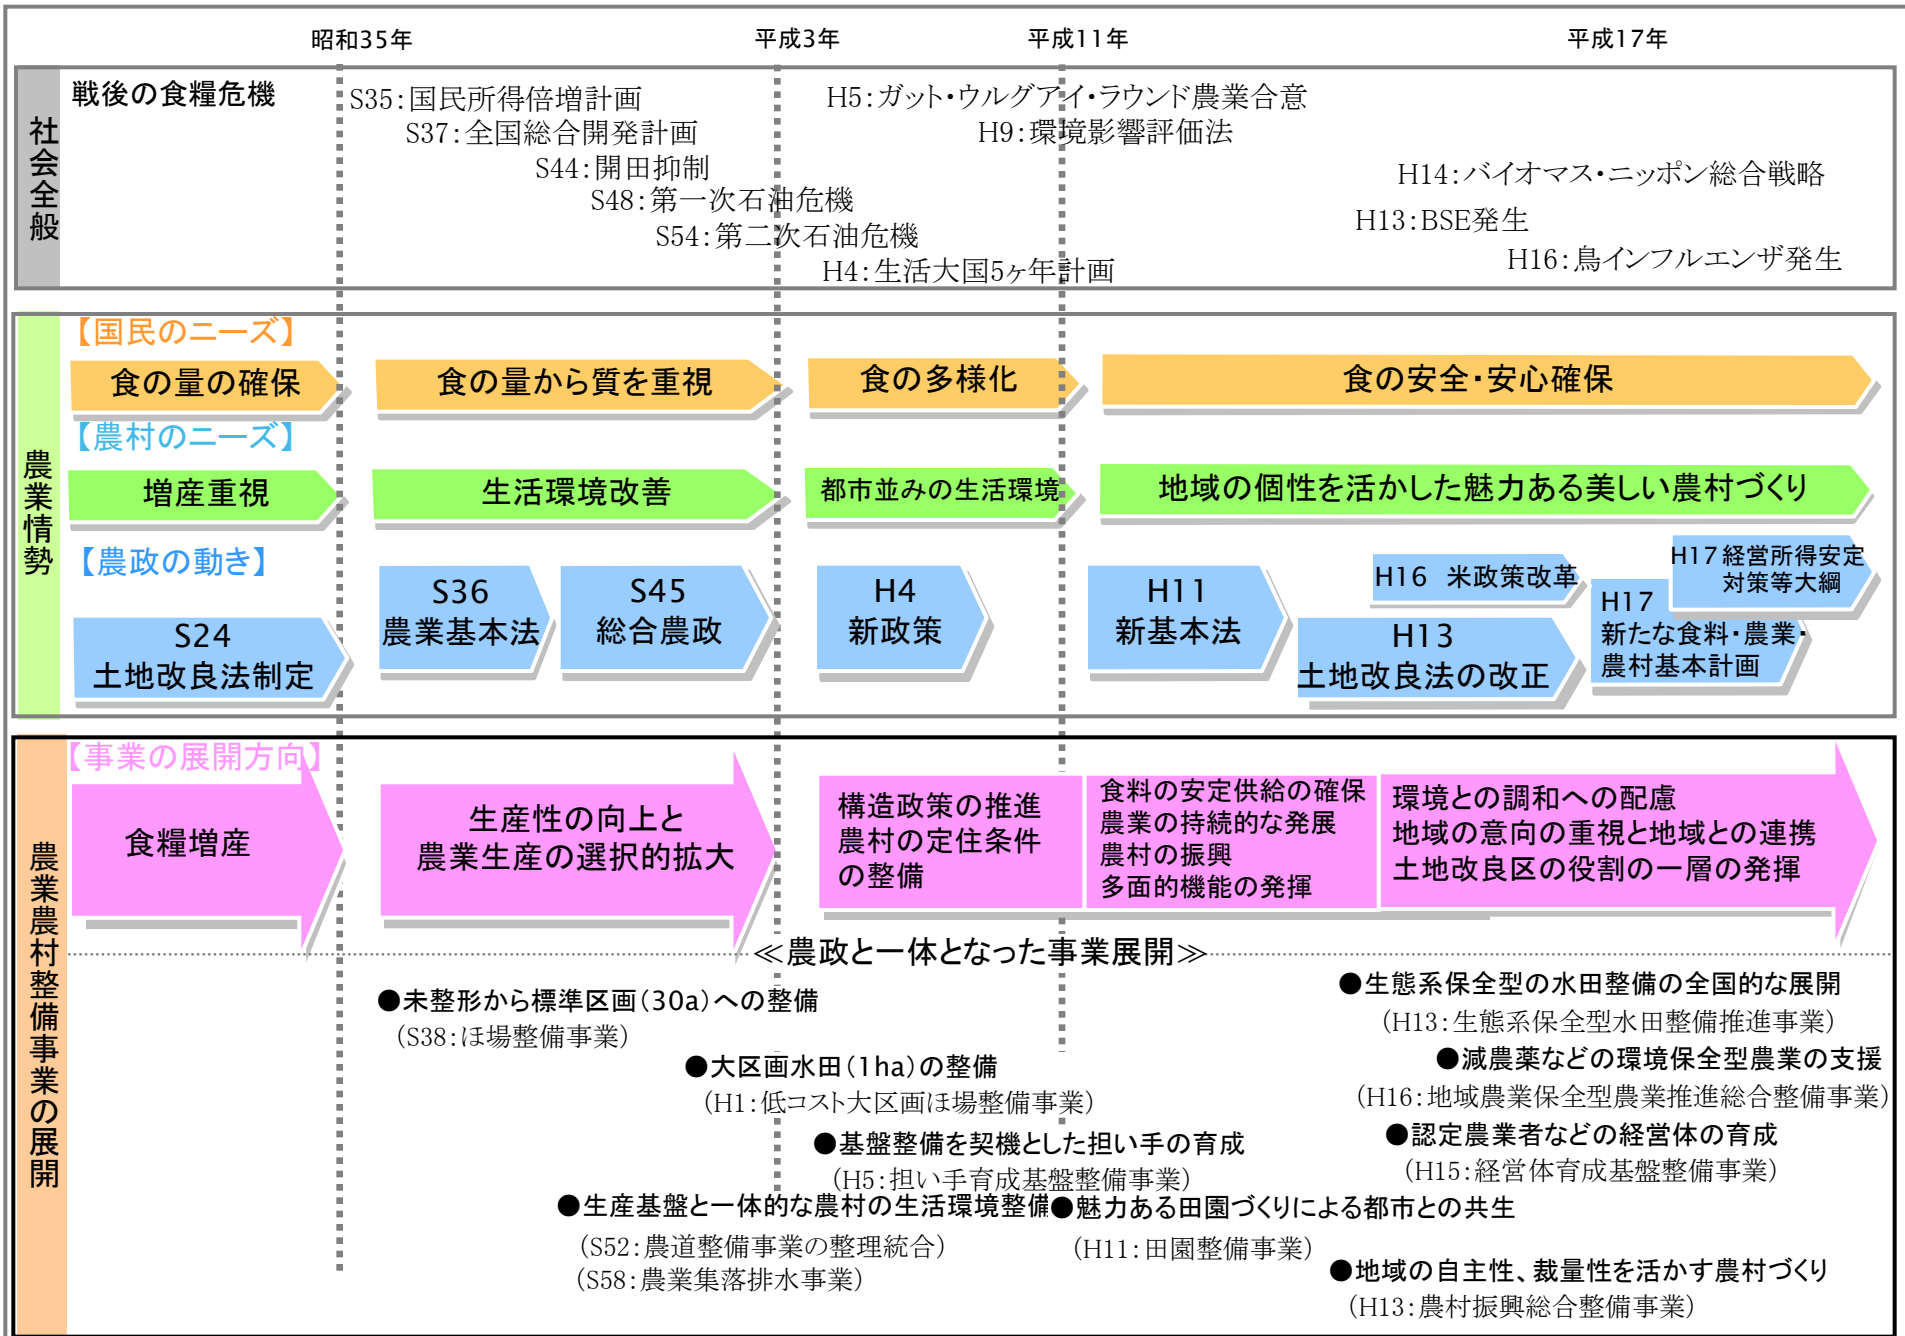 昭和35年
平成3年
平成11年
平成17年
社会全般
戦後の食糧危機
S35：国民所得倍増計画
S37：全国総合開発計画
S44：開田抑制
S48：第一次石油危機
S54：第二次石油危機
H4：生活大国5ヶ年計画
H5：ガット・ウルグアイ・ラウンド農業合意
H9：環境影響評価法
H14：バイオマス・ニッポン総合戦略
H13：BSE発生
H16：鳥インフルエンザ発生
農業情勢
【国民のニーズ】
食の量の確保
食の量から質を重視
食の多様化
食の安全・安心確保
【農村のニーズ】
増産重視
生活環境改善
都市並みの生活環境
地域の個性を活かした魅力ある美しい農村づくり
【農政の動き】
S24
土地改良法制定
S36
農業基本法
S45
総合農政
H4
新政策
H11
新基本法
H16 米政策改革
H13
土地改良法の改正
H17
新たな食料・農業・
農村基本計画
H17経営所得安定
対策等大綱
農業農村整備事業の展開
【事業の展開方向】
食糧増産
生産性の向上と
農業生産の選択的拡大
構造政策の推進
農村の定住条件
の整備
食料の安定供給の確保
農業の持続的な発展
農村の振興
多面的機能の発揮
環境との調和への配慮
地域の意向の重視と地域との連携
土地改良区の役割の一層の発揮
≪農政と一体となった事業展開≫
●未整形から標準区画（30a）への整備
（S38：ほ場整備事業）
●大区画水田（1ha）の整備
（H1：低コスト大区画ほ場整備事業）
●基盤整備を契機とした担い手の育成
（H5：担い手育成基盤整備事業）
●生産基盤と一体的な農村の生活環境整備
（S52：農道整備事業の整理統合）
（S58：農業集落排水事業）
●魅力ある田園づくりによる都市との共生
（H11：田園整備事業）
●生態系保全型の水田整備の全国的な展開
（H13：生態系保全型水田整備推進事業）
●減農薬などの環境保全型農業の支援
（H16：地域農業保全型農業推進総合整備事業）
●認定農業者などの経営体の育成
（H15：経営体育成基盤整備事業）
●地域の自主性、裁量性を活かす農村づくり
（H13：農村振興総合整備事業）